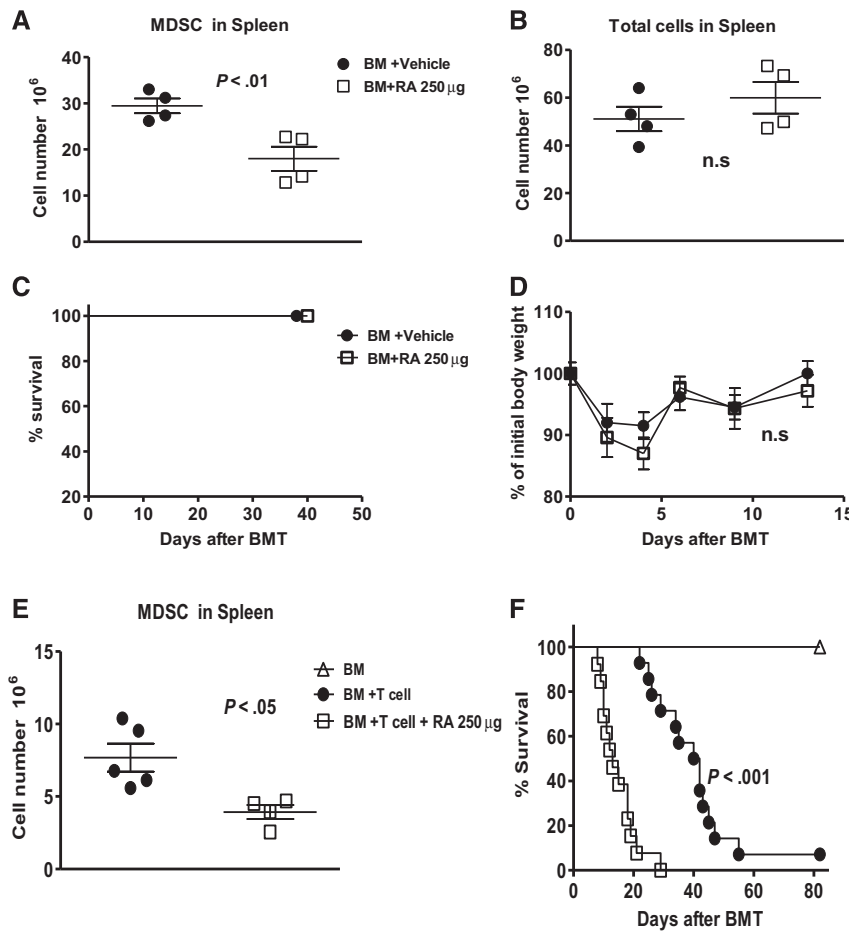 A
MDSC in Spleen
Cell number 10⁶
40
30
20
10
0
P < .01
BM +Vehicle
BM+RA 250 µg
B
Total cells in Spleen
Cell number 10⁶
80
60
40
20
0
n.s
C
% survival
100
80
60
40
20
0 10 20 30 40 50
Days after BMT
BM +Vehicle
BM+RA 250 µg
D
% of initial body weight
110
100
90
80
n.s
0 5 10 15
Days after BMT
E
MDSC in Spleen
Cell number 10⁶
15
10
5
0
P < .05
BM
BM +T cell
BM +T cell + RA 250 µg
F
% Survival
100
80
60
40
20
0
P < .001
0 20 40 60 80
Days after BMT